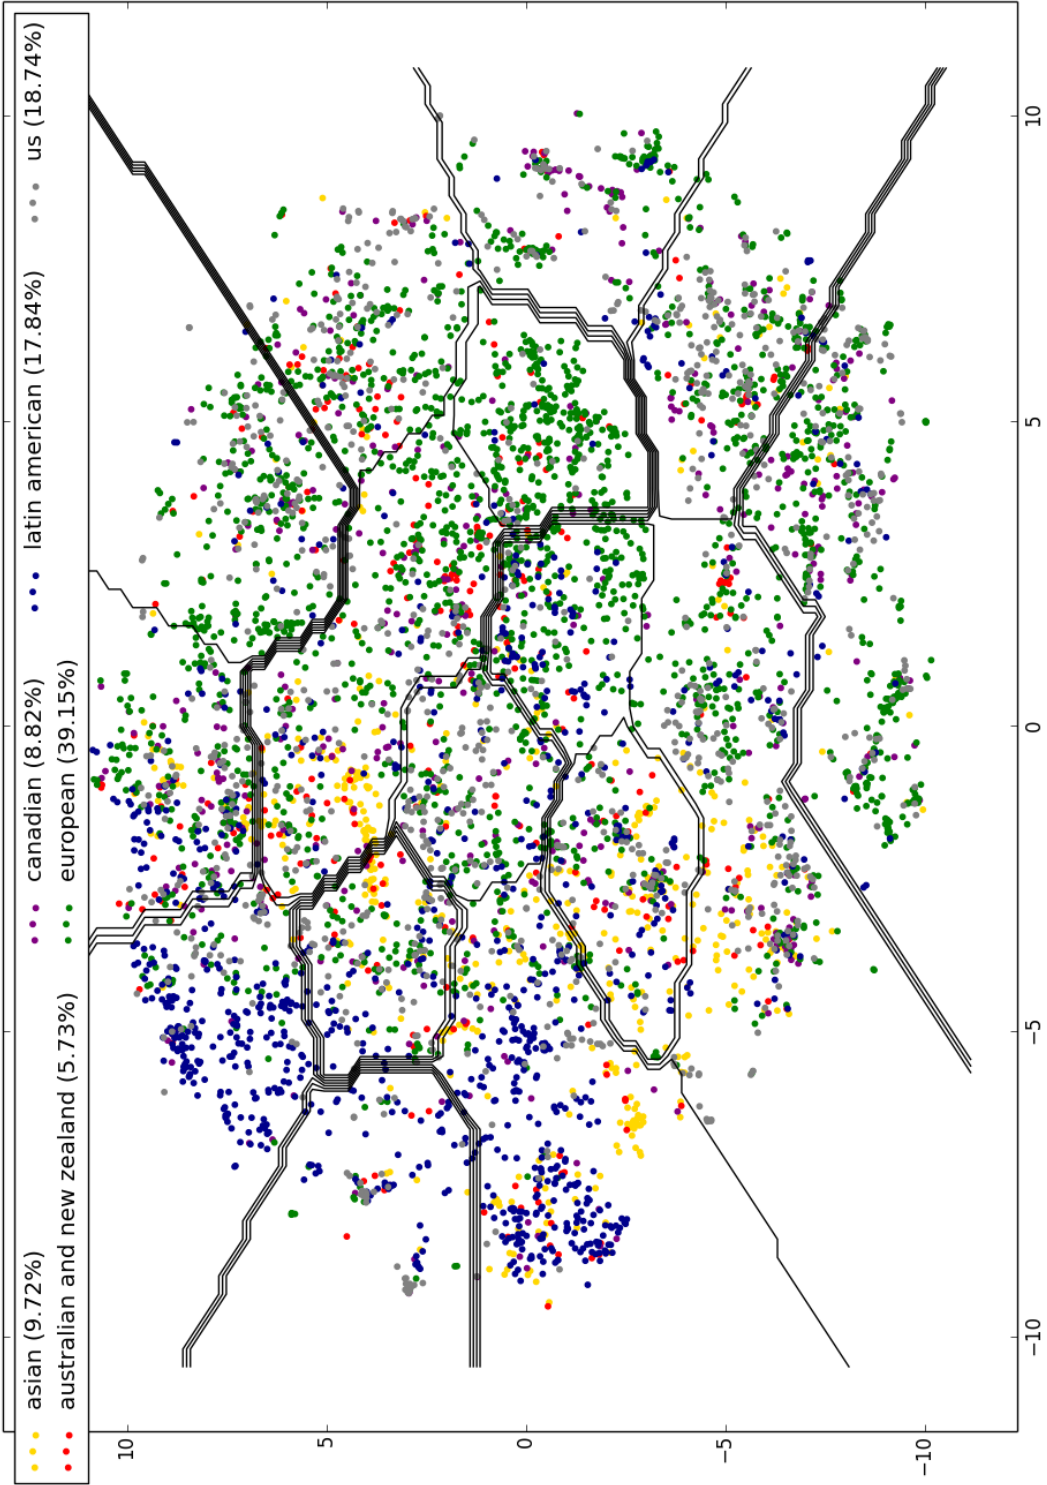 asian (9.72%)
australian and new zealand (5.73%)
canadian (8.82%)
european (39.15%)
latin american (17.84%)
us (18.74%)
10
5
0
−5
−10
−10
−5
0
5
10